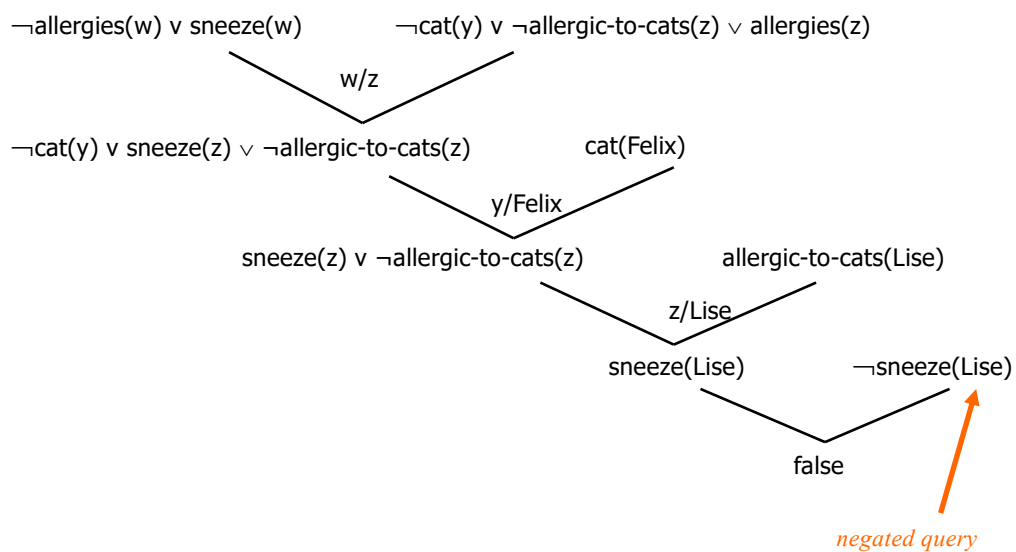 ¬allergies(w) v sneeze(w) ¬cat(y) v ¬allergic-to-cats(z) ∨ allergies(z)
w/z
¬cat(y) v sneeze(z) ∨ ¬allergic-to-cats(z) cat(Felix)
y/Felix
sneeze(z) v ¬allergic-to-cats(z) allergic-to-cats(Lise)
z/Lise
sneeze(Lise) ¬sneeze(Lise)
false
negated query